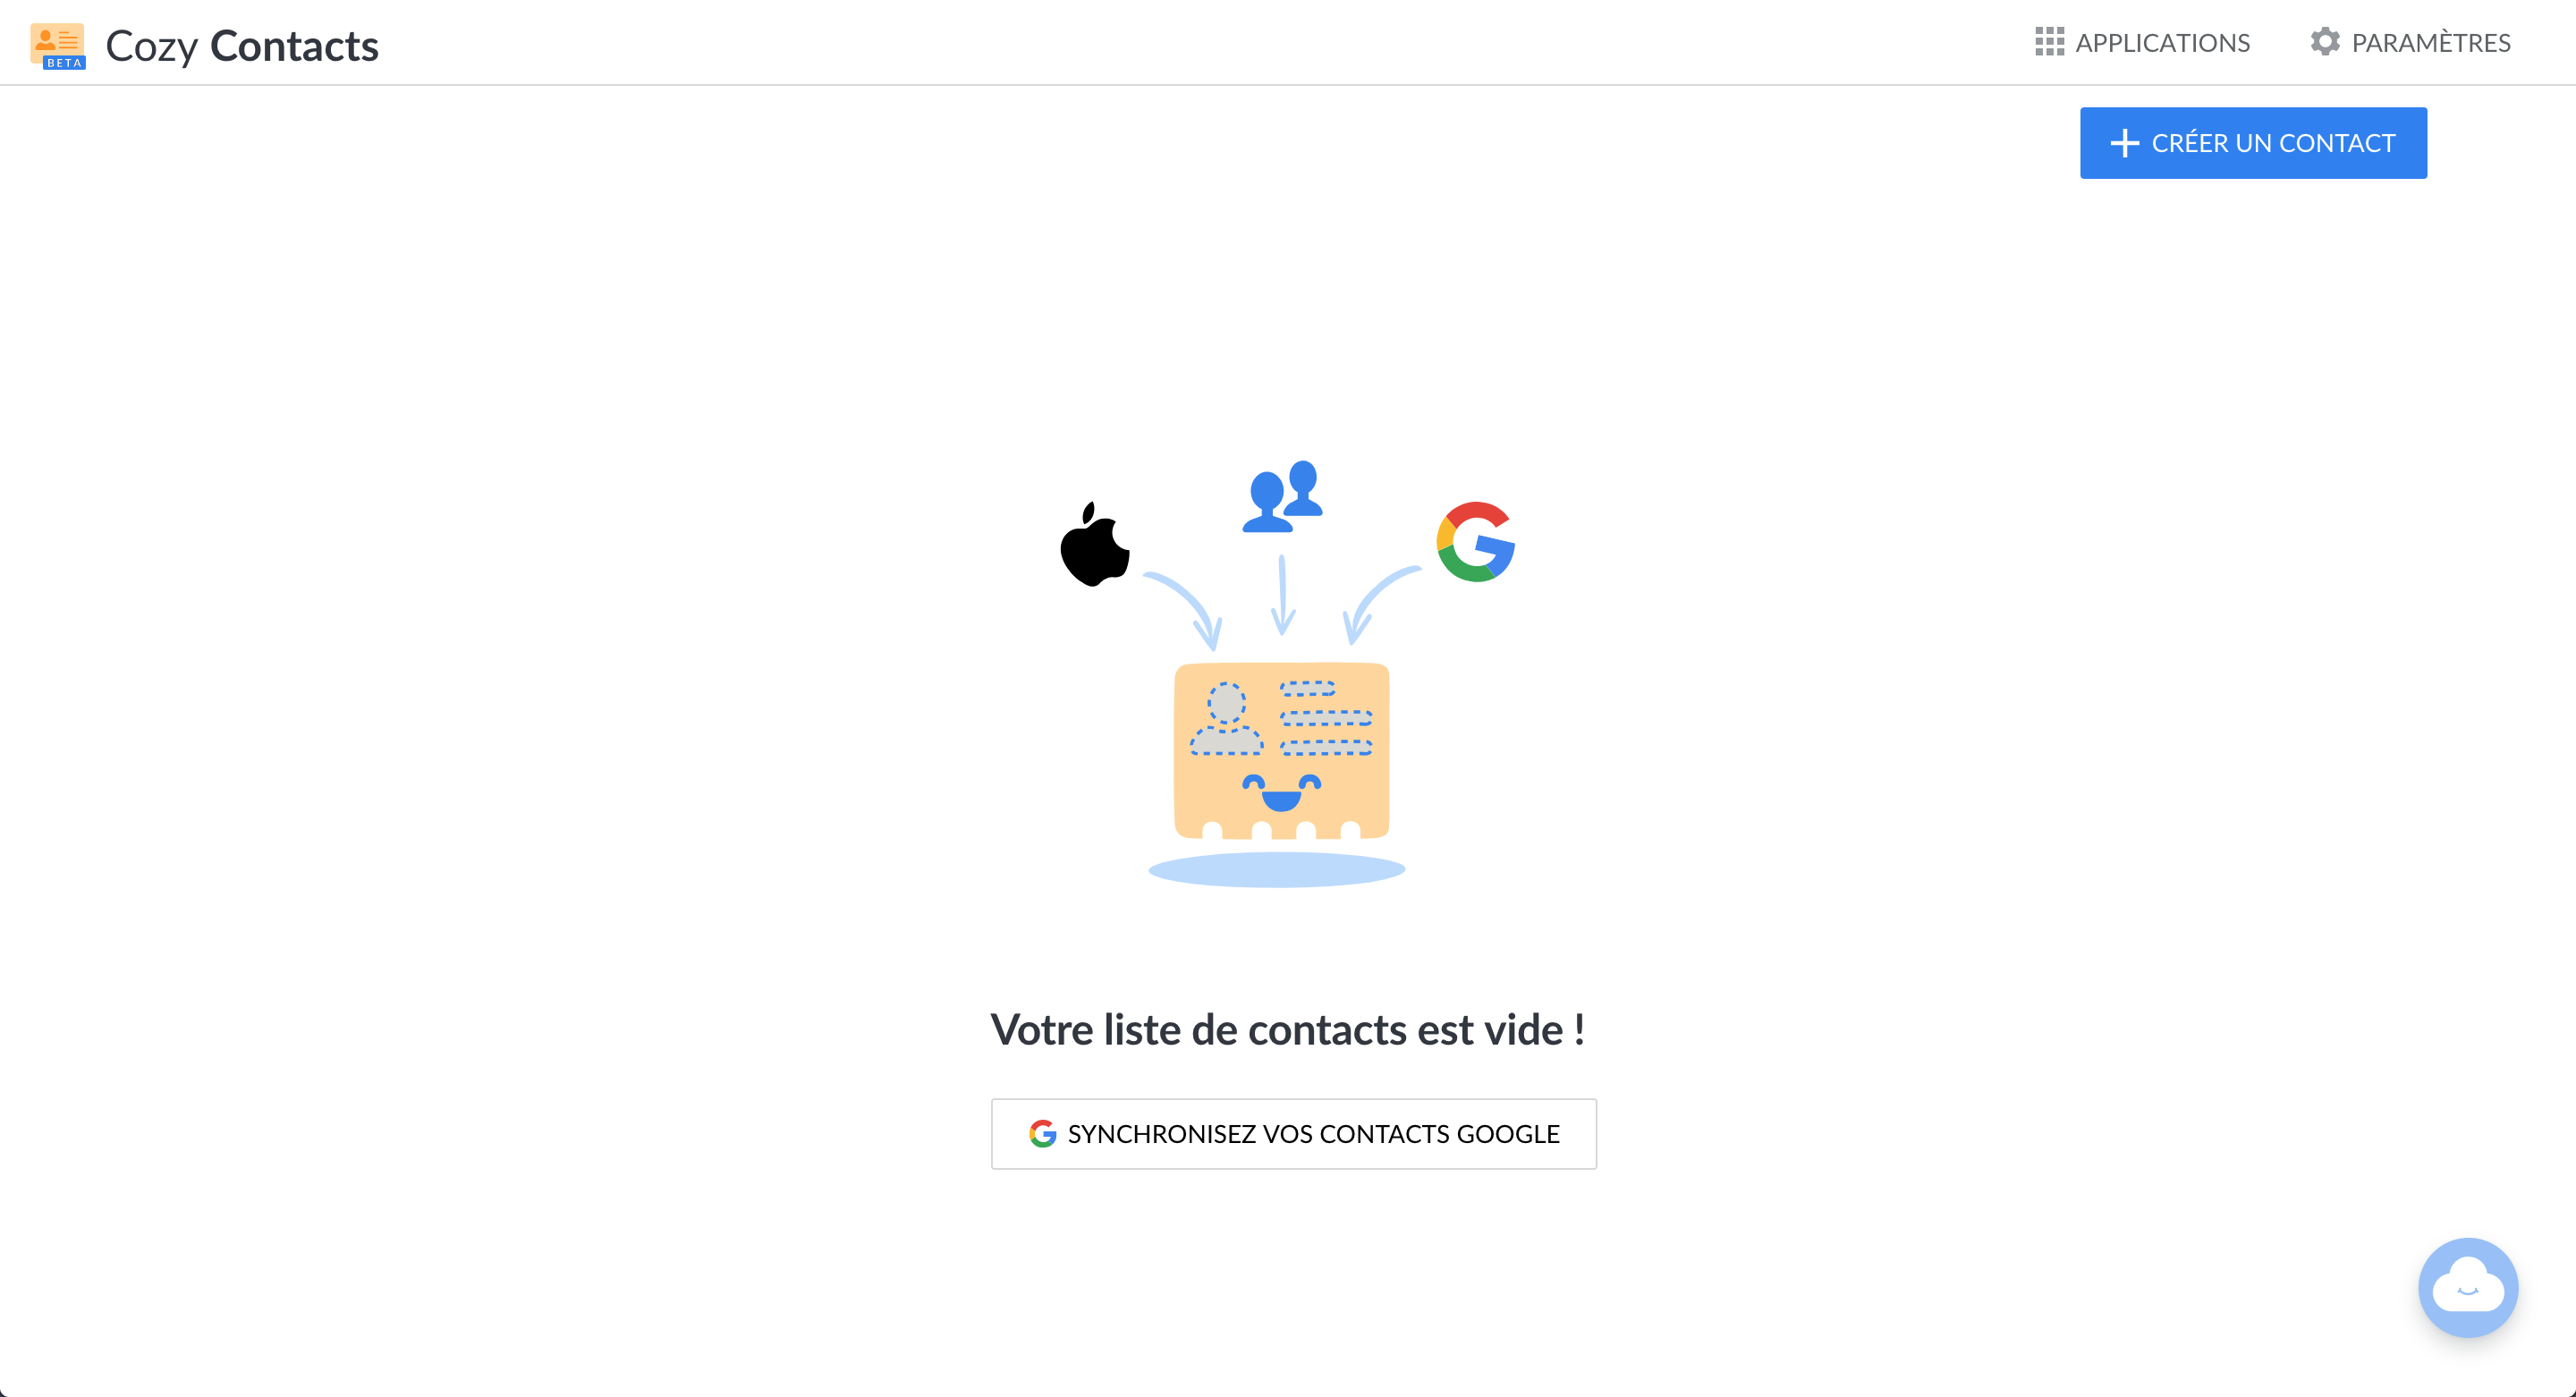 Cozy Contacts
BETA
APPLICATIONS
PARAMÈTRES
CRÉER UN CONTACT
Votre liste de contacts est vide !
SYNCHRONISEZ VOS CONTACTS GOOGLE